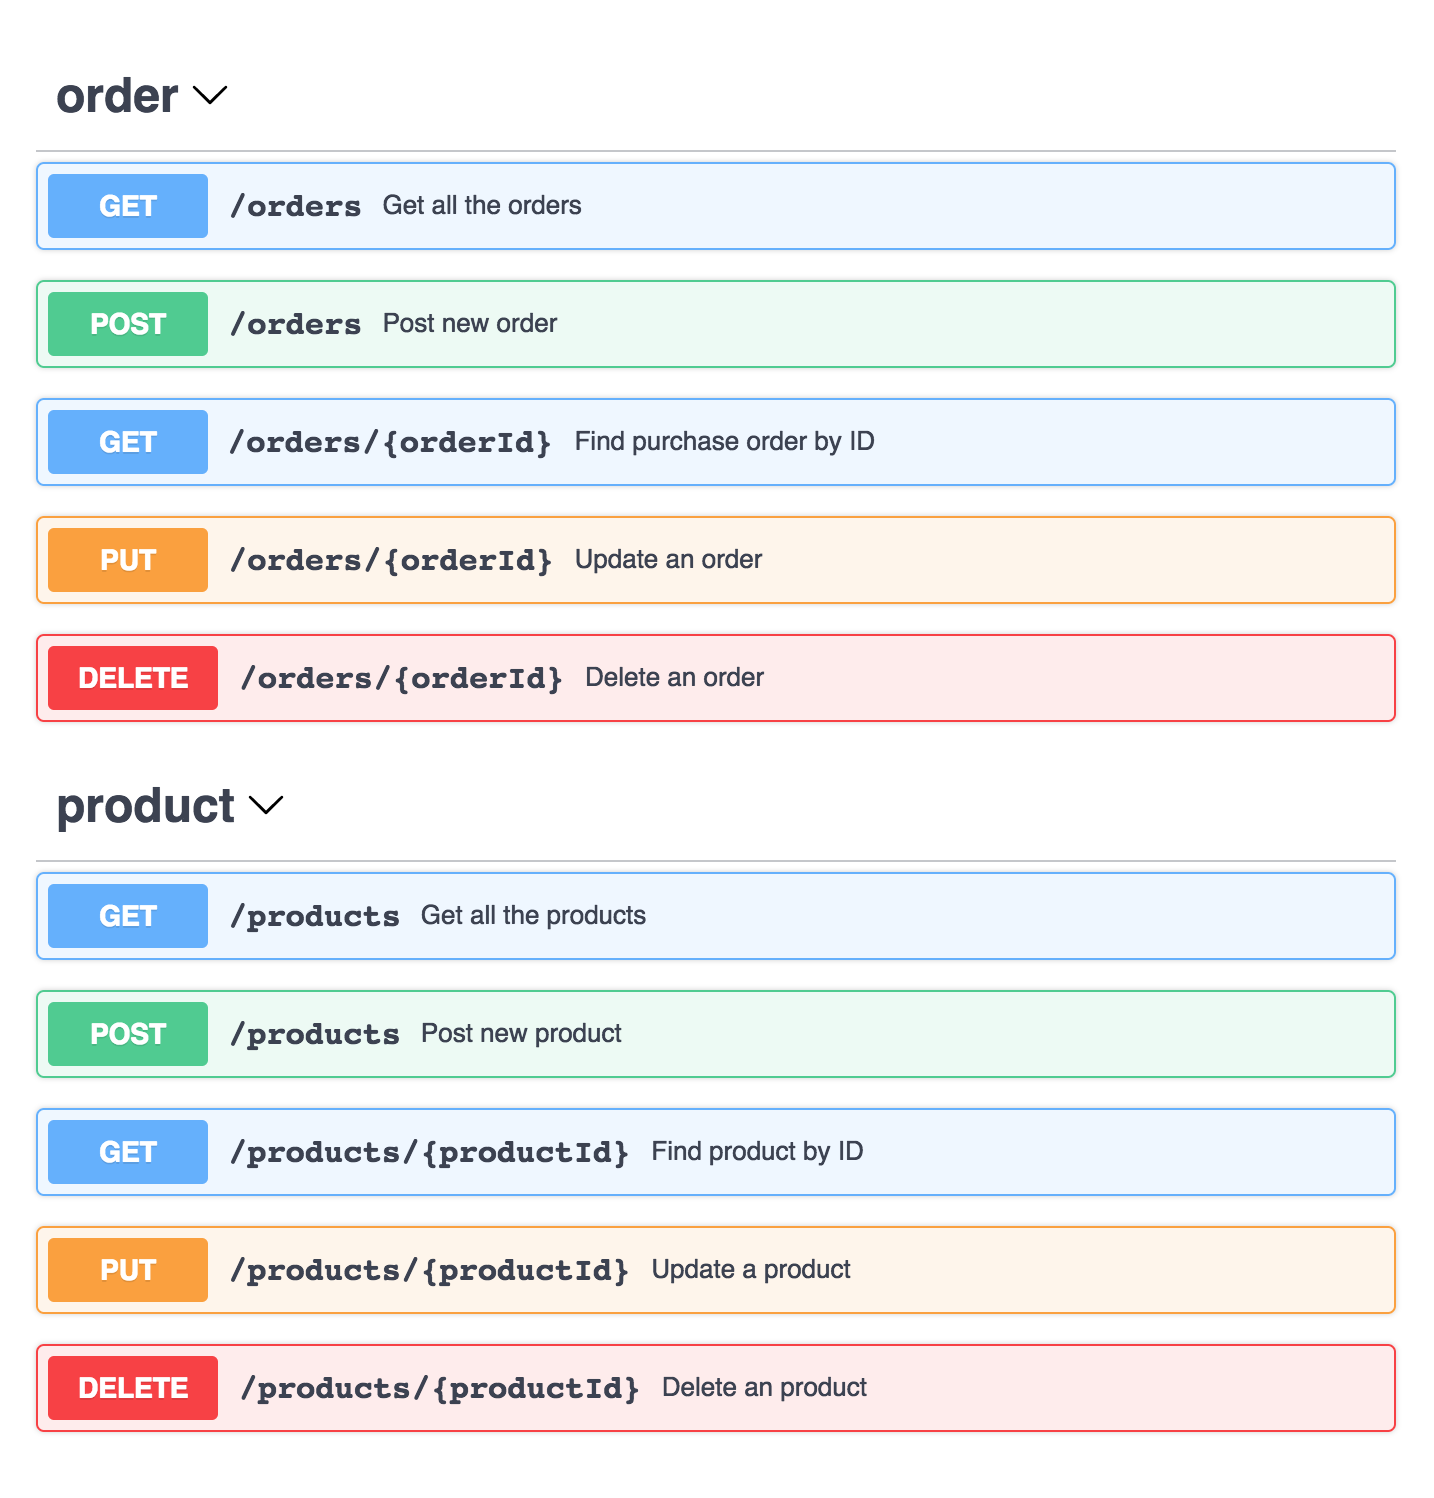 order
GET /orders Get all the orders
POST /orders Post new order
GET /orders/{orderId} Find purchase order by ID
PUT /orders/{orderId} Update an order
DELETE /orders/{orderId} Delete an order
product
GET /products Get all the products
POST /products Post new product
GET /products/{productId} Find product by ID
PUT /products/{productId} Update a product
DELETE /products/{productId} Delete an product